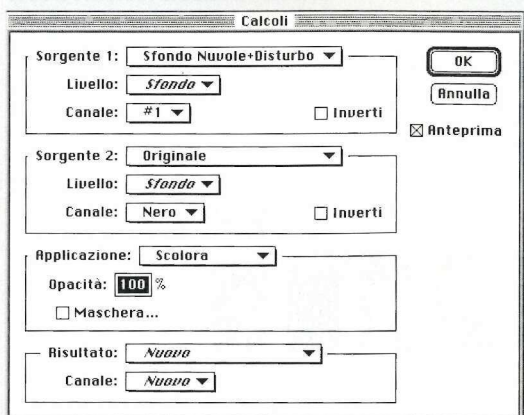 Calcoli
Sorgente 1: Sfondo Nuvole+Disturbo
Livello: Sfondo
Canale: #1
Inverti
OK
Annulla
Anteprima
Sorgente 2: Originale
Livello: Sfondo
Canale: Nero
Inverti
Applicazione: Scolora
Opacità: 100 %
Maschera...
Risultato: Nuovo
Canale: Nuovo